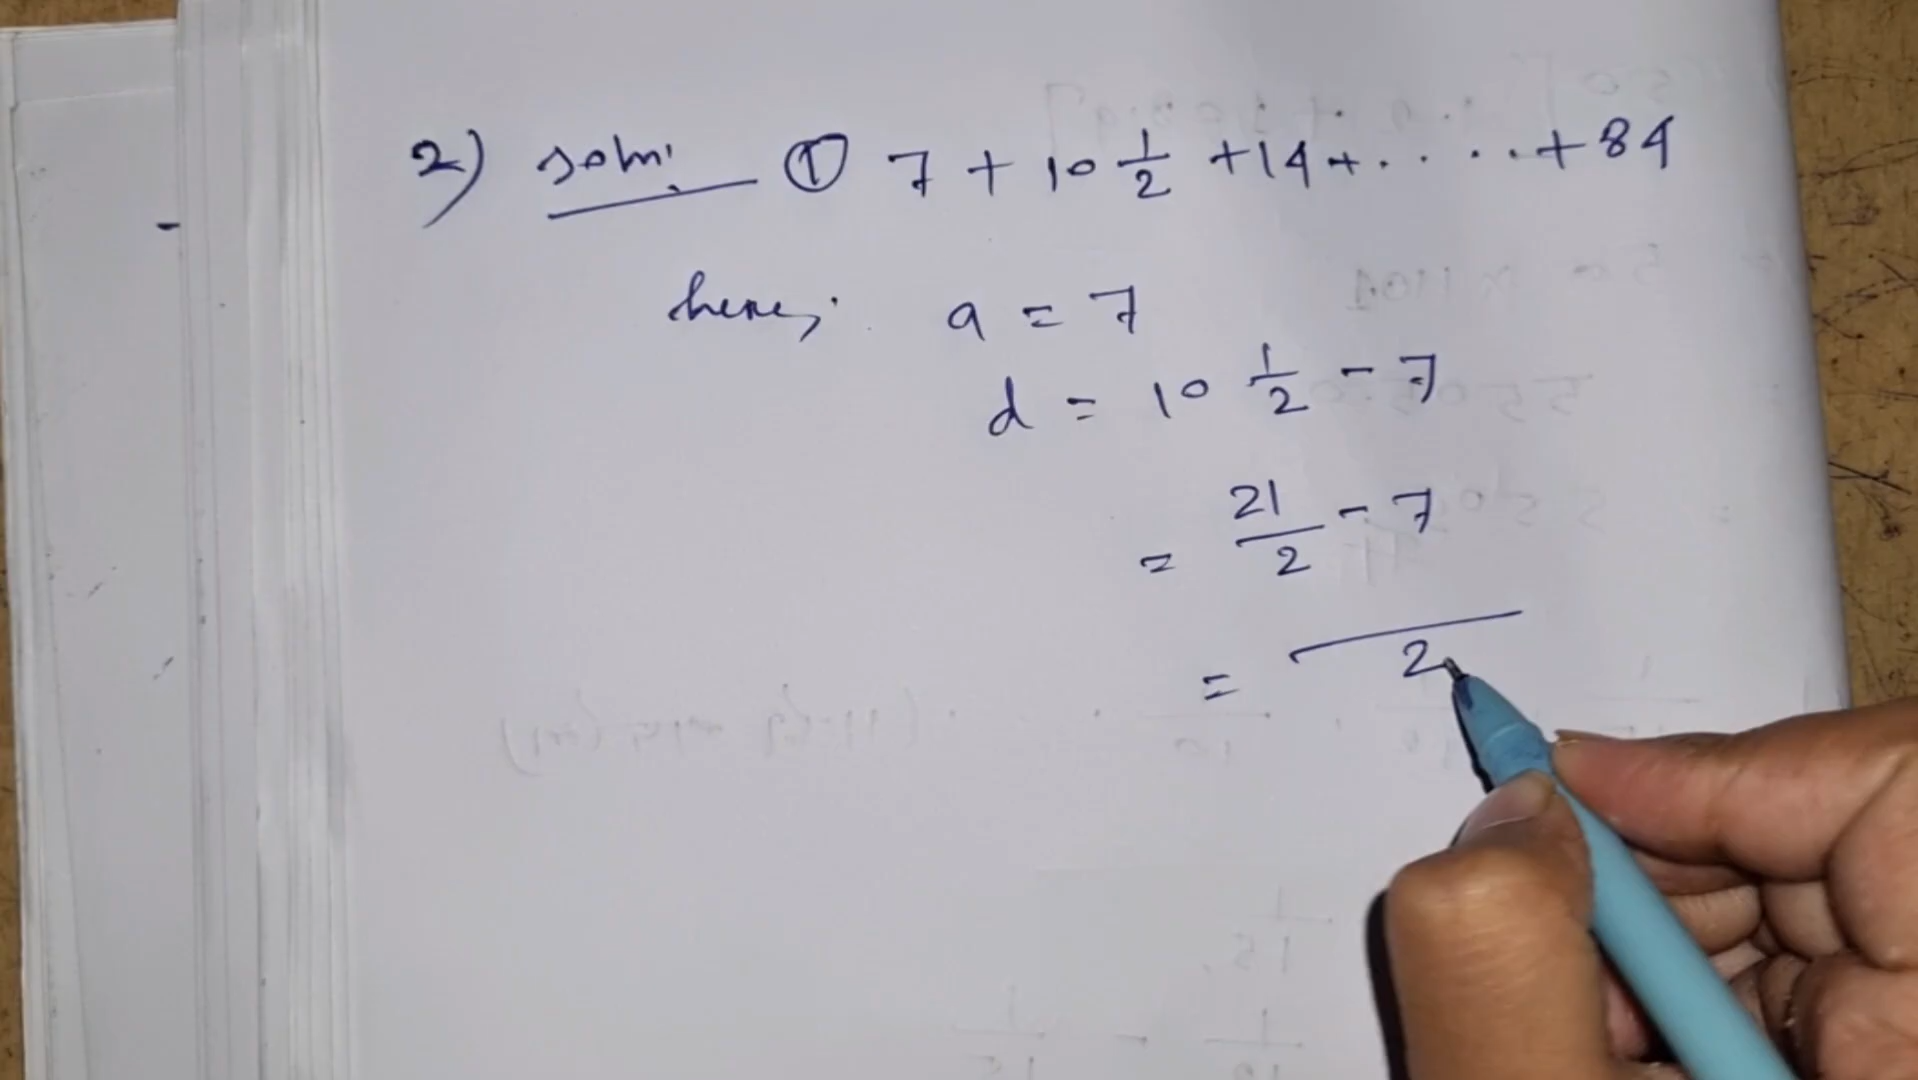 2) soln: ① 7 + 10 1/2 + 14 + ..... + 84
here, a = 7
d = 10 1/2 - 7
= 21/2 - 7
= /2